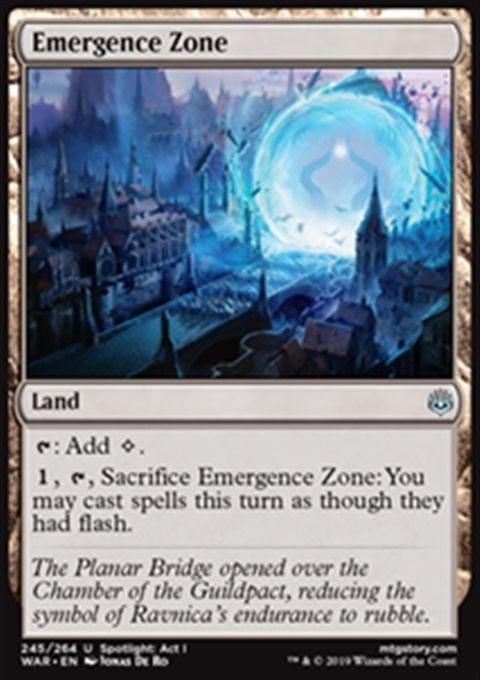 Emergence Zone
Land
: Add .
1, , Sacrifice Emergence Zone: You
may cast spells this turn as though they
had flash.
The Planar Bridge opened over the
Chamber of the Guildpact, reducing the
symbol of Ravnica's endurance to rubble.
245/264 U Spotlight: Act I
mtgstory.com
WAR • EN Jonas De Ro
™ & © 2019 Wizards of the Coast